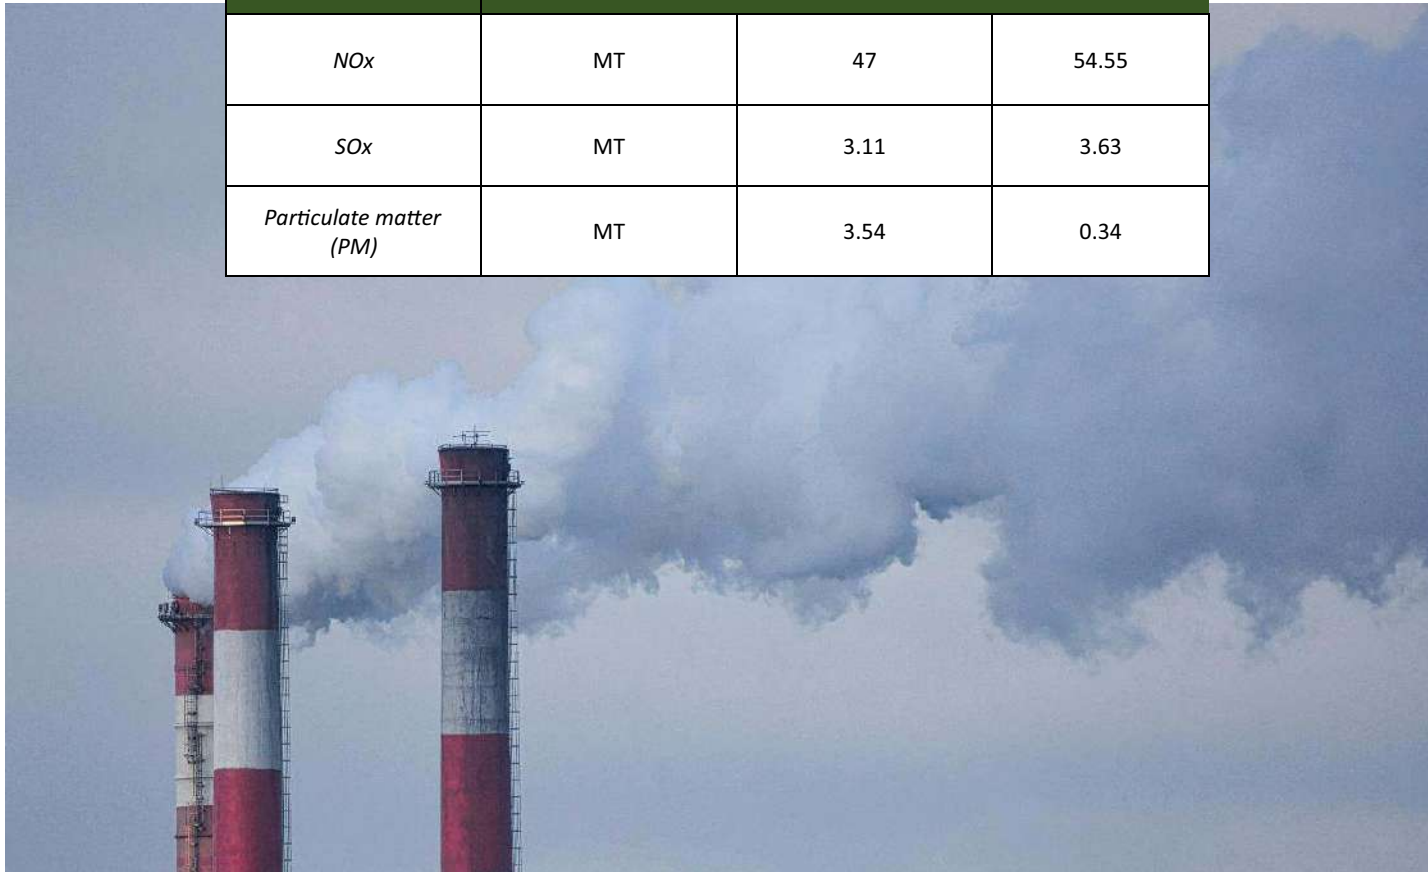 NOx MT 47 54.55
SOx MT 3.11 3.63
Particulate matter
(PM) MT 3.54 0.34